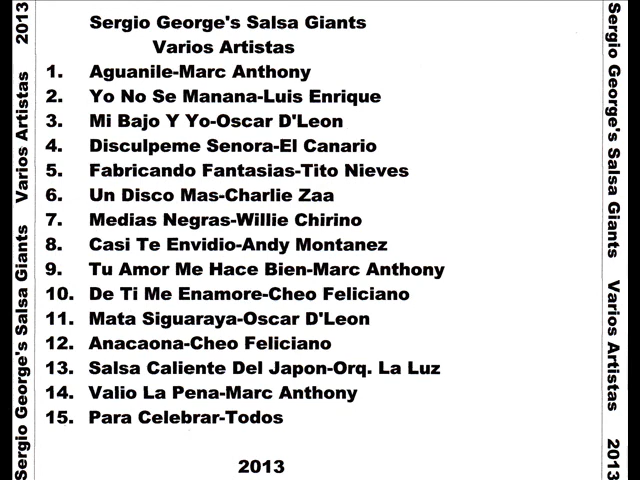 Sergio George's Salsa Giants
Varios Artistas
1. Aguanile-Marc Anthony
2. Yo No Se Manana-Luis Enrique
3. Mi Bajo Y Yo-Oscar D'Leon
4. Disculpeme Senora-El Canario
5. Fabricando Fantasias-Tito Nieves
6. Un Disco Mas-Charlie Zaa
7. Medias Negras-Willie Chirino
8. Casi Te Envidio-Andy Montanez
9. Tu Amor Me Hace Bien-Marc Anthony
10. De Ti Me Enamore-Cheo Feliciano
11. Mata Siguaraya-Oscar D'Leon
12. Anacaona-Cheo Feliciano
13. Salsa Caliente Del Japon-Orq. La Luz
14. Valio La Pena-Marc Anthony
15. Para Celebrar-Todos
2013
Sergio George's Salsa Giants Varios Artistas 2013
Sergio George's Salsa Giants Varios Artistas 2013